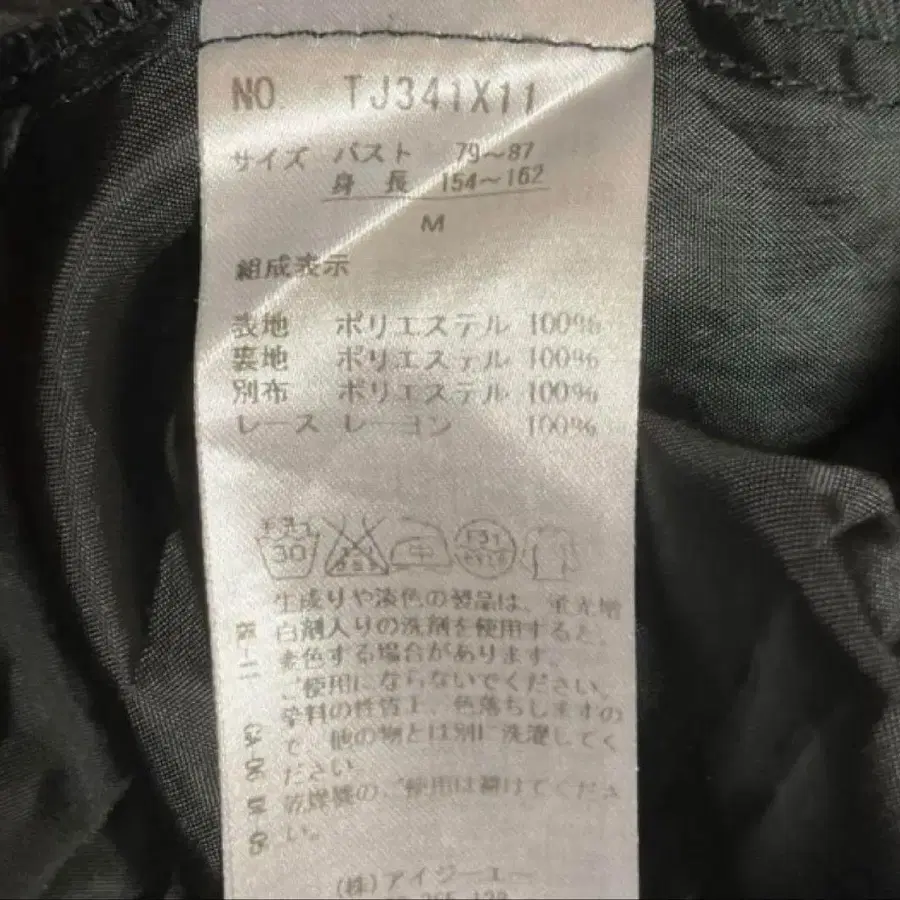 NO. TJ341X11
サイズ バスト 79～87
身長 154～162
M
組成表示
表地 ポリエステル 100%
裏地 ポリエステル 100%
別布 ポリエステル 100%
レース レーヨン 100%
手洗イ
30
中
生成りや淡色の製品は、蛍光増
白剤入りの洗剤を使用すると、
変色する場合があります。
ご使用にならないでください。
染料の性質上、色落ちしますの
で、他の物とは別に洗濯してく
ださい
乾燥機のご使用は避けてくださ
い。
(株)アイジーエー